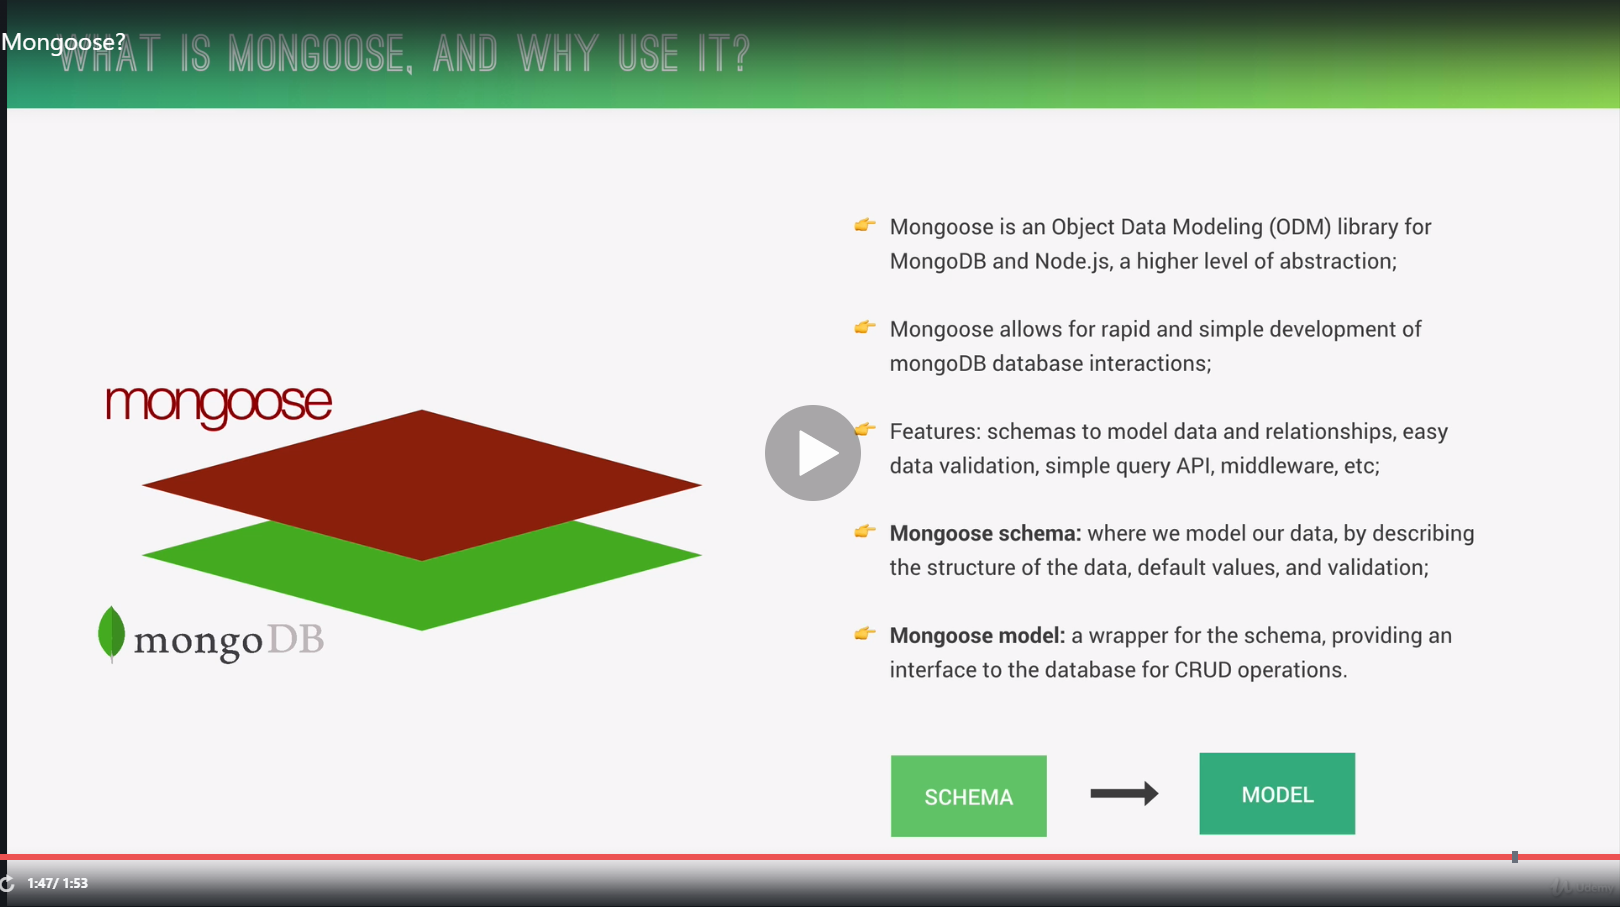 Mongoose?
WHAT IS MONGOOSE, AND WHY USE IT?
Mongoose is an Object Data Modeling (ODM) library for
MongoDB and Node.js, a higher level of abstraction;
Mongoose allows for rapid and simple development of
mongoDB database interactions;
Features: schemas to model data and relationships, easy
data validation, simple query API, middleware, etc;
Mongoose schema: where we model our data, by describing
the structure of the data, default values, and validation;
Mongoose model: a wrapper for the schema, providing an
interface to the database for CRUD operations.
mongoose
mongoDB
SCHEMA
MODEL
1:47/ 1:53
Udemy